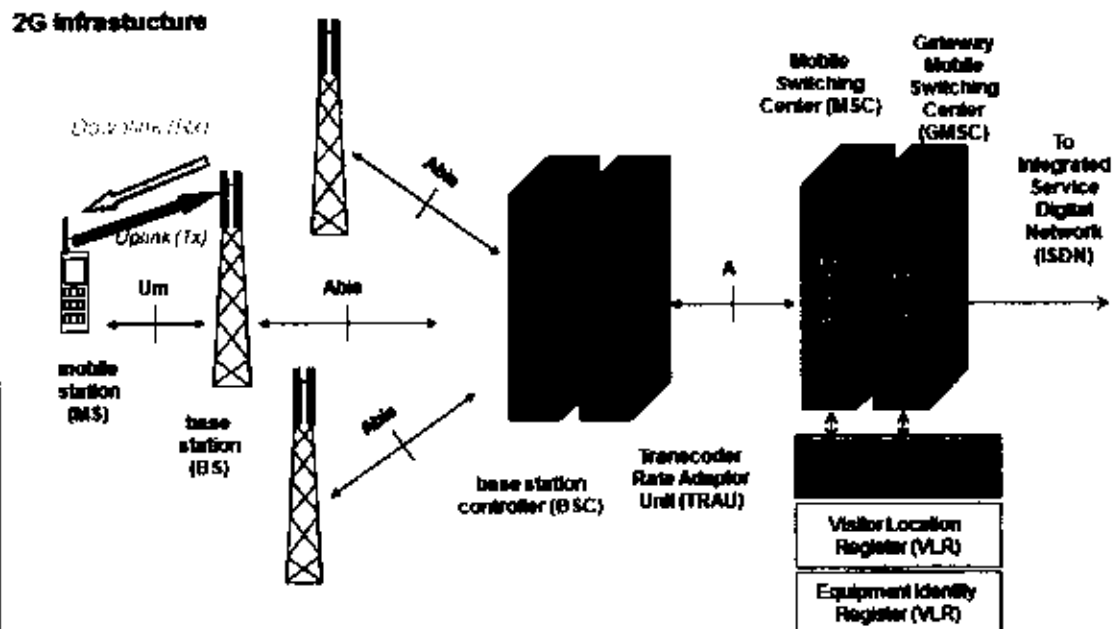 2G Infrastucture
Mobile
Switching
Center (MSC)
Gateway
Mobile
Switching
Center
(GMSC)
To
Integrated
Service
Digital
Network
(ISDN)
Downlink (Rx)
Uplink (Tx)
Abis
Um
Abis
A
Abis
mobile
station
(MS)
base
station
(BS)
base station
controller (BSC)
Transcoder
Rate Adaptor
Unit (TRAU)
Visitor Location
Register (VLR)
Equipment Identity
Register (VLR)